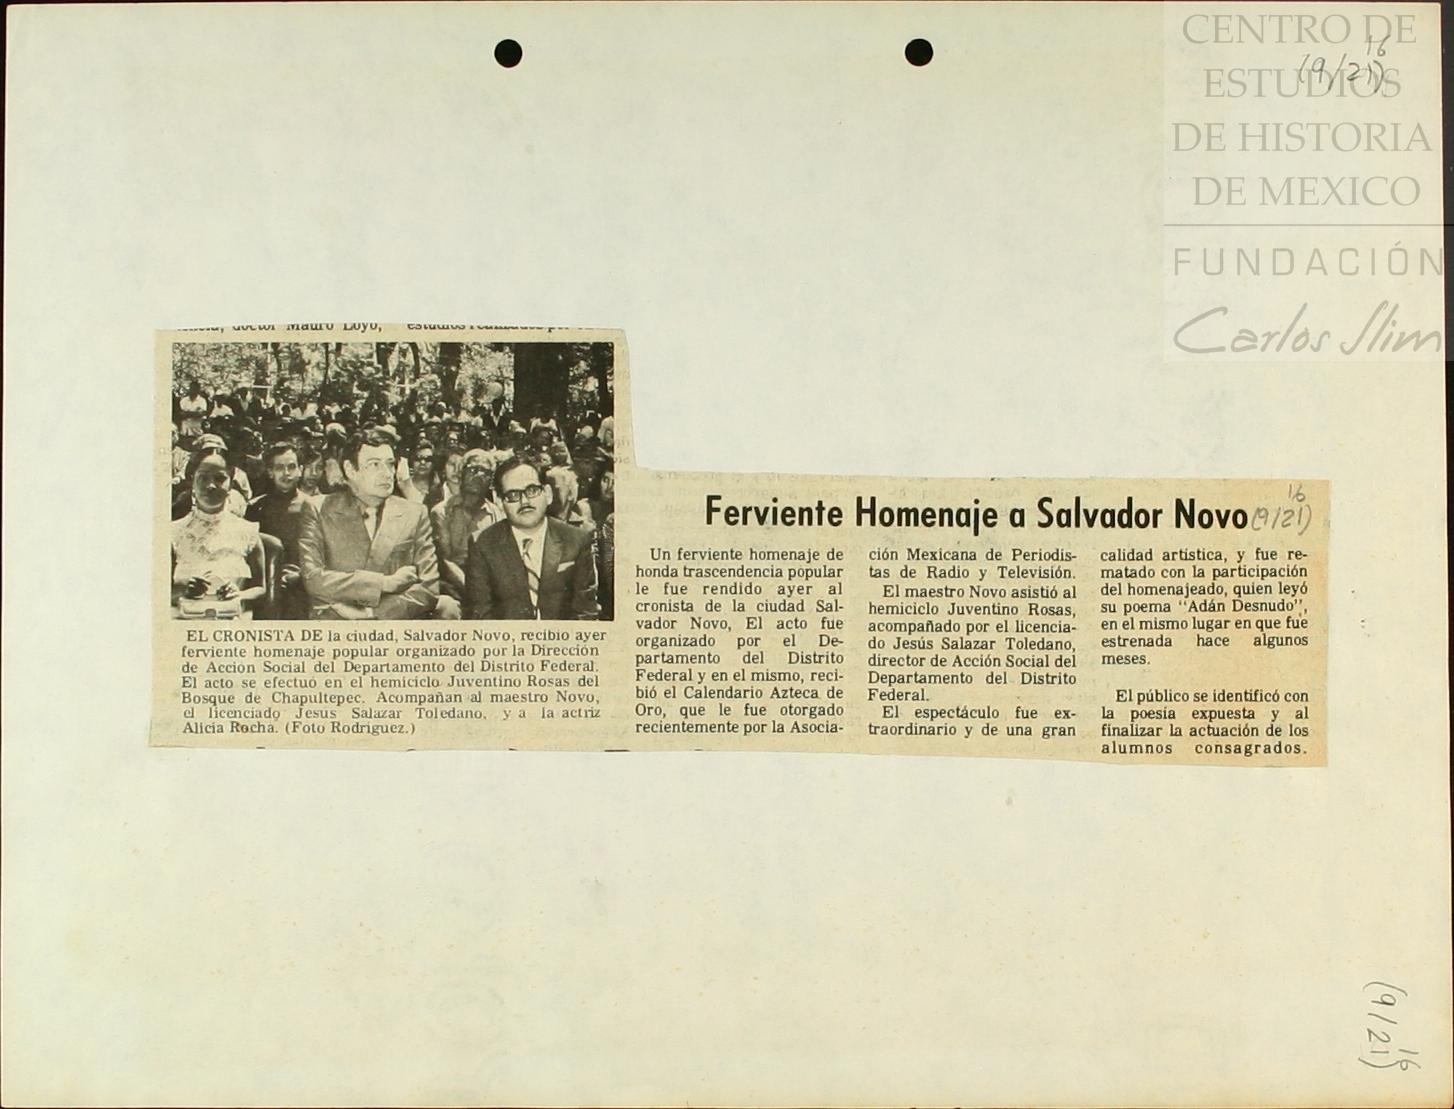 CENTRO DE
ESTUDIOS
DE HISTORIA
DE MEXICO
FUNDACIÓN
Carlos Slim
16
(9/21)
doctor Mauro Loyo,
EL CRONISTA DE la ciudad, Salvador Novo, recibio ayer
ferviente homenaje popular organizado por la Dirección
de Accion Social del Departamento del Distrito Federal.
El acto se efectuo en el hemiciclo Juventino Rosas del
Bosque de Chapultepec. Acompañan al maestro Novo,
el licenciado Jesus Salazar Toledano, y a la actriz
Alicia Rocha. (Foto Rodriguez.)
Ferviente Homenaje a Salvador Novo
16
(9/21)
Un ferviente homenaje de
honda trascendencia popular
le fue rendido ayer al
cronista de la ciudad Sal-
vador Novo, El acto fue
organizado por el De-
partamento del Distrito
Federal y en el mismo, reci-
bió el Calendario Azteca de
Oro, que le fue otorgado
recientemente por la Asocia-
ción Mexicana de Periodis-
tas de Radio y Televisión.
El maestro Novo asistió al
hemiciclo Juventino Rosas,
acompañado por el licencia-
do Jesús Salazar Toledano,
director de Acción Social del
Departamento del Distrito
Federal.
El espectáculo fue ex-
traordinario y de una gran
calidad artística, y fue re-
matado con la participación
del homenajeado, quien leyó
su poema "Adán Desnudo",
en el mismo lugar en que fue
estrenada hace algunos
meses.
El público se identificó con
la poesía expuesta y al
finalizar la actuación de los
alumnos consagrados.
16
(9/21)